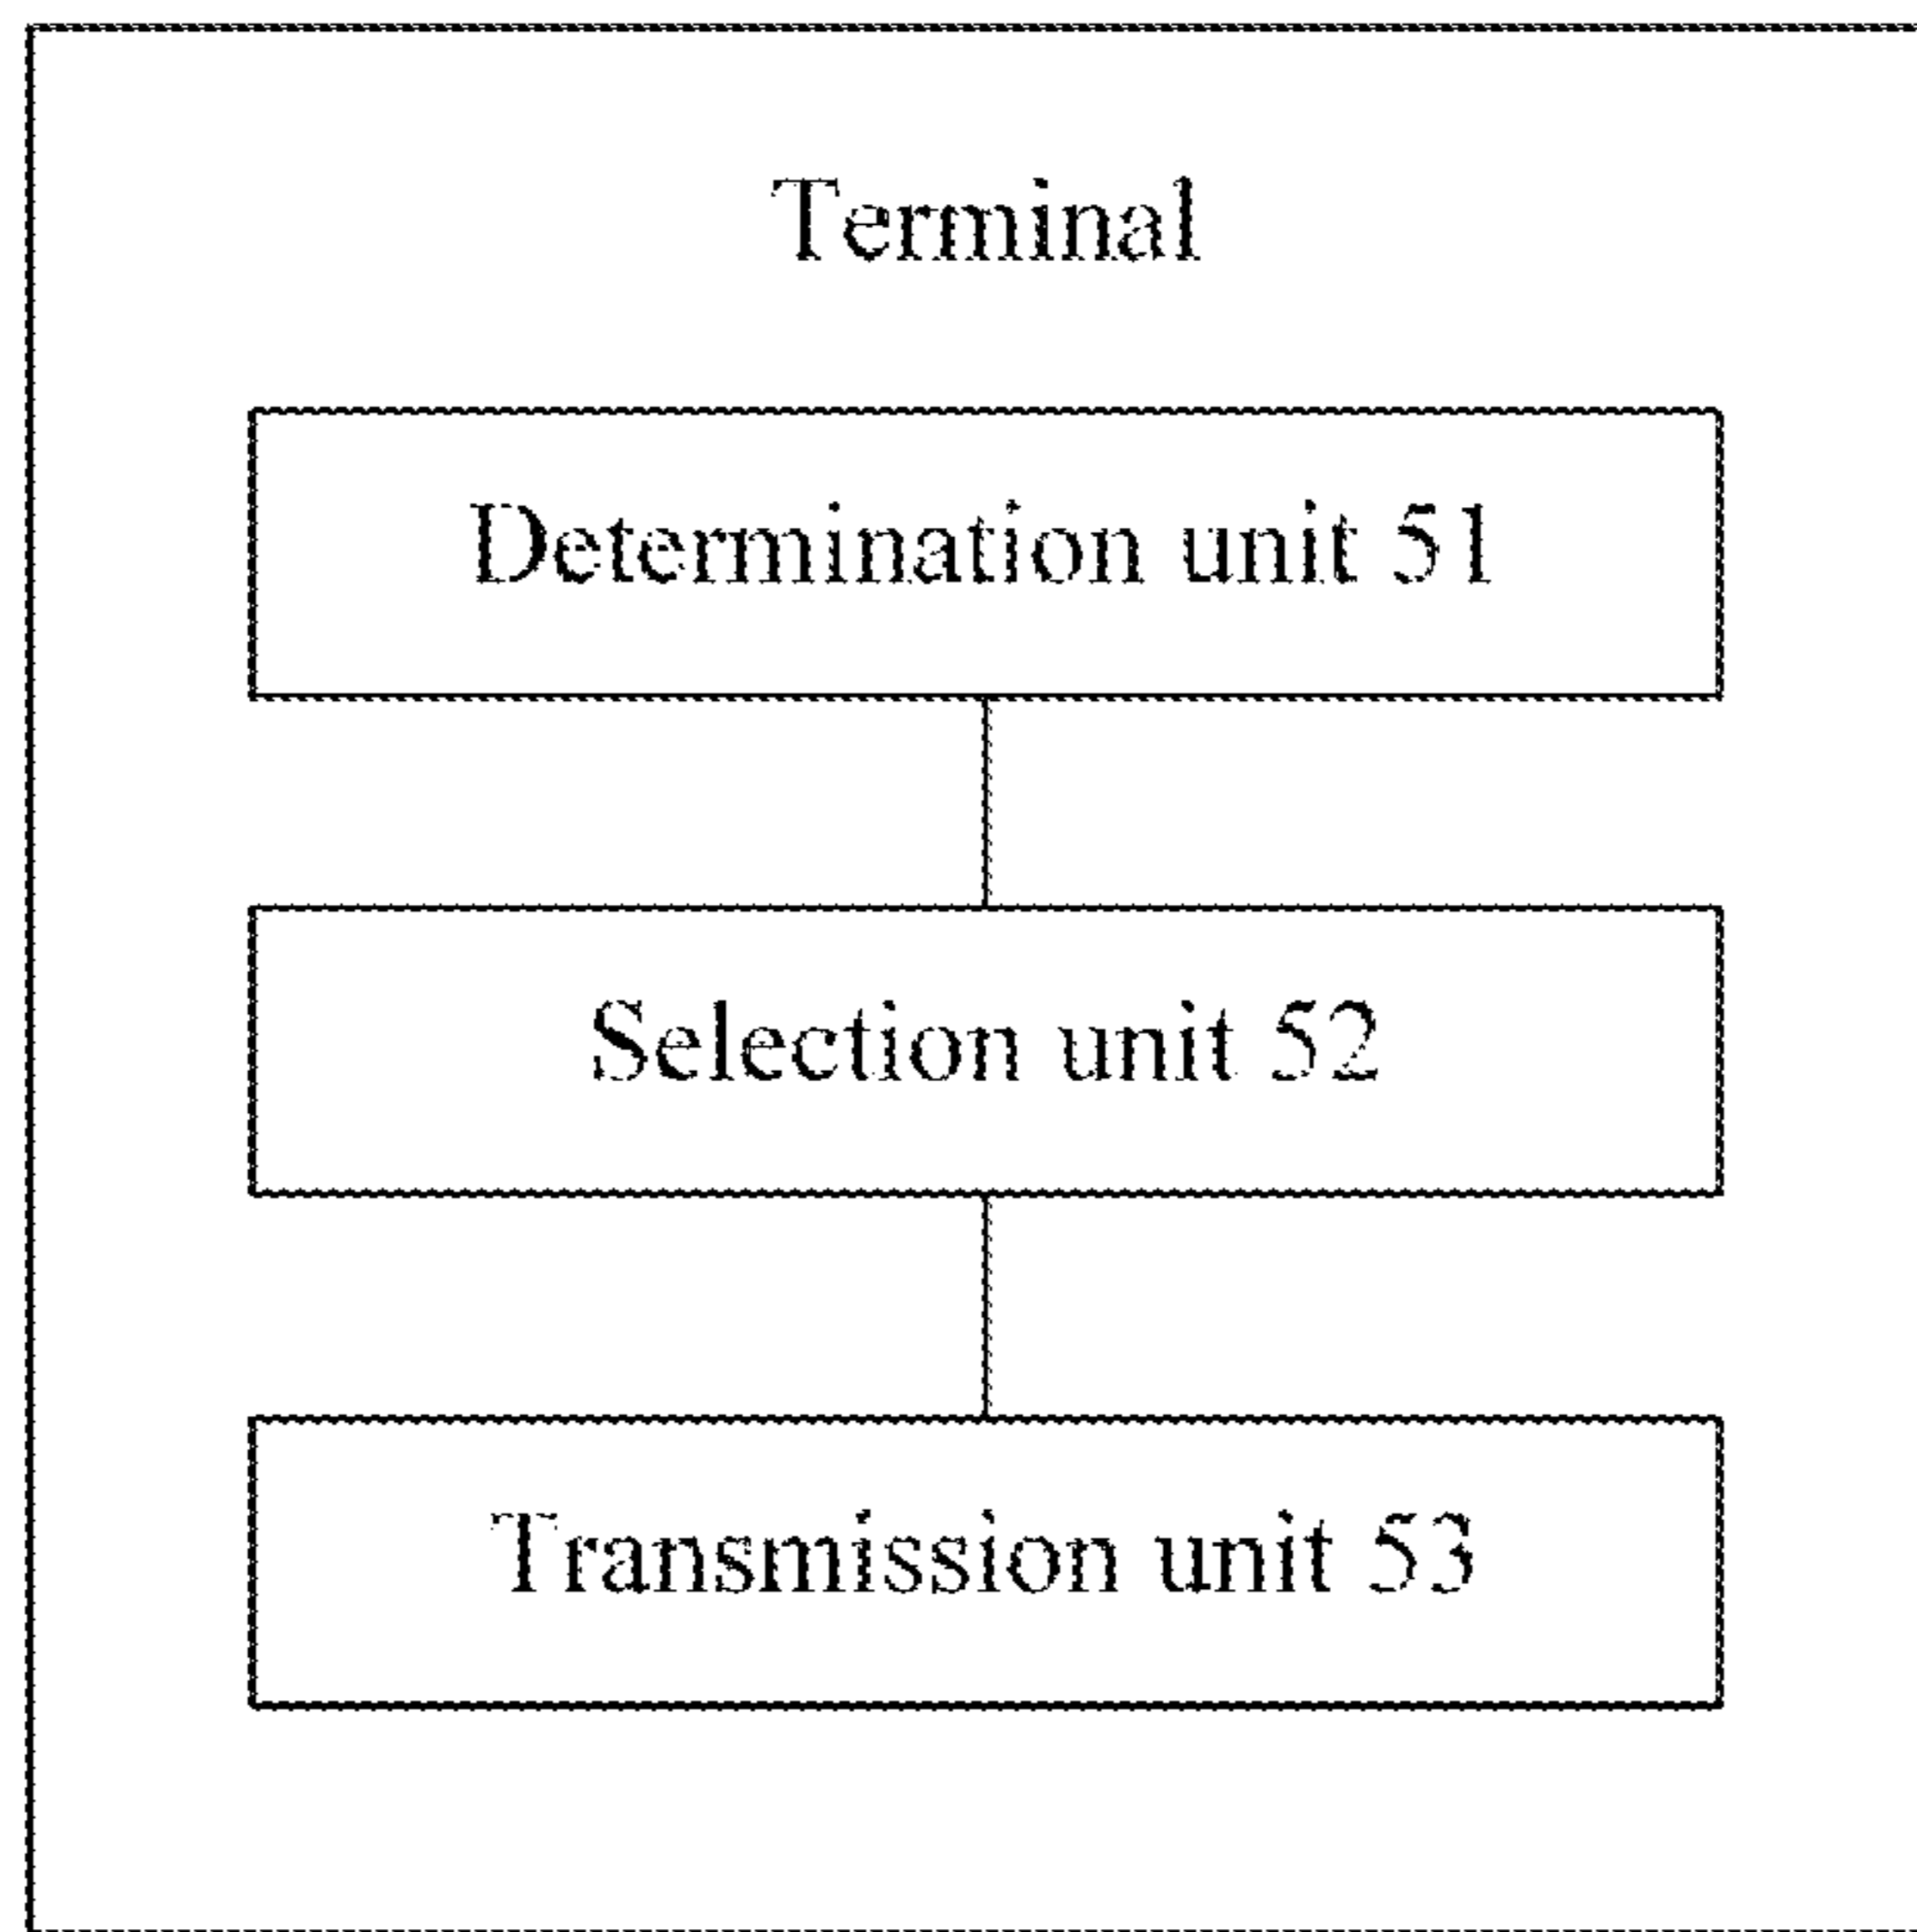 Terminal
Determination unit 51
Selection unit 52
Transmission unit 53